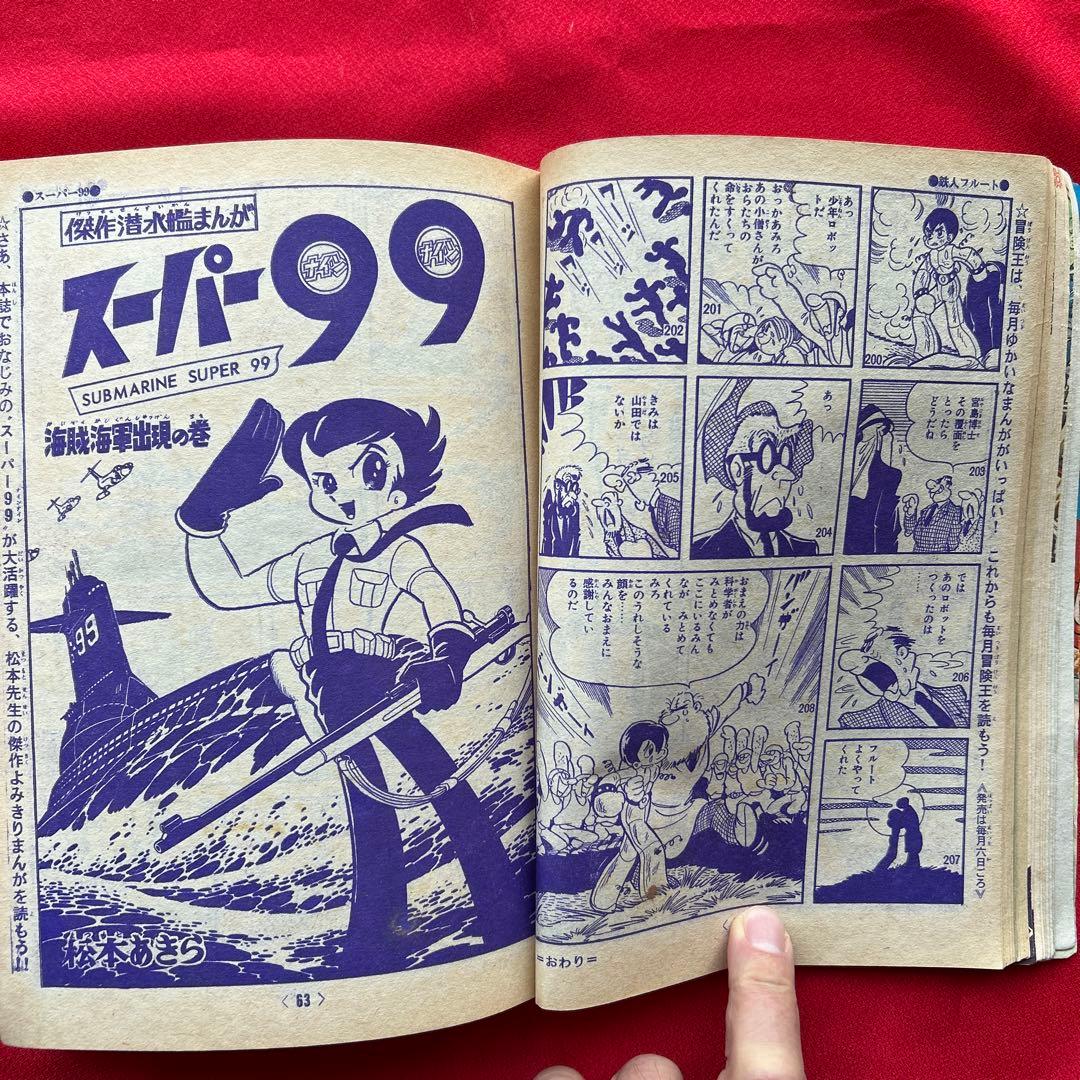 ●鉄人フルート●
☆冒険王は、毎月ゆかいなまんががいっぱい！これからも毎月冒険王を読もう！
∧発売は毎月六日ごろ∨
200
あっ
少年ロボッ
トだ
おっかあみろ
あの小僧さんが
おらたちの
命をすくって
くれたんだ
201
202
宮島博士
その覆面を
とったら
どうだね
203
あっ
204
きみは
山田では
ないか
205
では
あのロボットを
つくったのは
206
フルート
よくやって
くれた
207
おまえの力は
科学者が
みとめなくても
ここにいるみん
なが みとめて
くれている
みろ
このうれしそうな
顔を……
みんなおまえに
感謝してい
るのだ
208
バンザーイ
＝おわり＝
●スーパー99●
傑作潜水艦まんが
スーパー99
ナイン
ナイン
SUBMARINE SUPER 99
海賊海軍出現の巻
99
松本あきら
☆さあ、本誌でおなじみの〝スーパー99〟が大活躍する、松本先生の傑作よみきりまんがを読もう!!
〈 63 〉